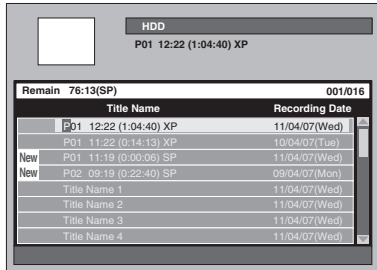 HDD
P01 12:22 (1:04:40) XP
Remain 76:13(SP) 001/016
Title Name Recording Date
P01 12:22 (1:04:40) XP 11/04/07(Wed)
P01 11:22 (0:14:13) XP 10/04/07(Tue)
New P01 11:19 (0:00:06) SP 11/04/07(Wed)
New P02 09:19 (0:22:40) SP 09/04/07(Mon)
Title Name 1 11/04/07(Wed)
Title Name 2 11/04/07(Wed)
Title Name 3 11/04/07(Wed)
Title Name 4 11/04/07(Wed)